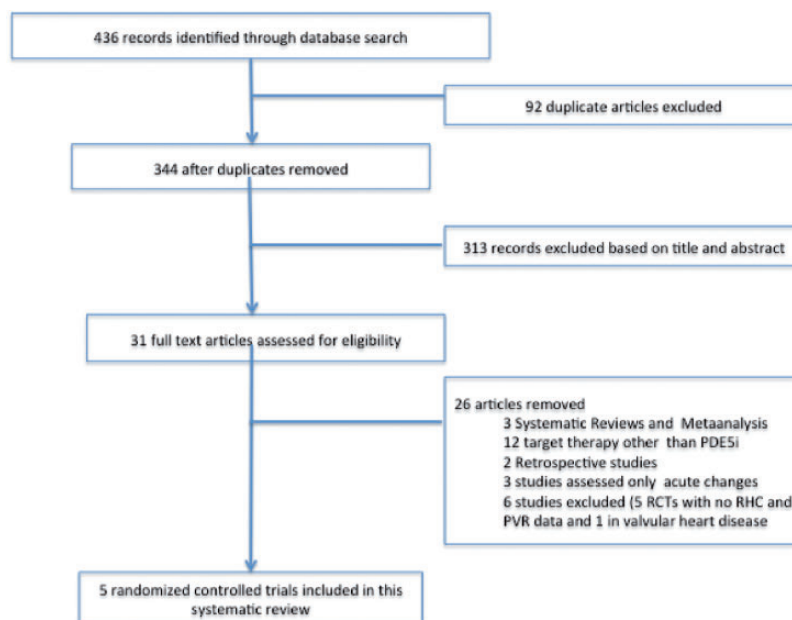 436 records identified through database search
92 duplicate articles excluded
344 after duplicates removed
313 records excluded based on title and abstract
31 full text articles assessed for eligibility
26 articles removed
3 Systematic Reviews and Metaanalysis
12 target therapy other than PDE5i
2 Retrospective studies
3 studies assessed only acute changes
6 studies excluded (5 RCTs with no RHC and
PVR data and 1 in valvular heart disease
5 randomized controlled trials included in this
systematic review